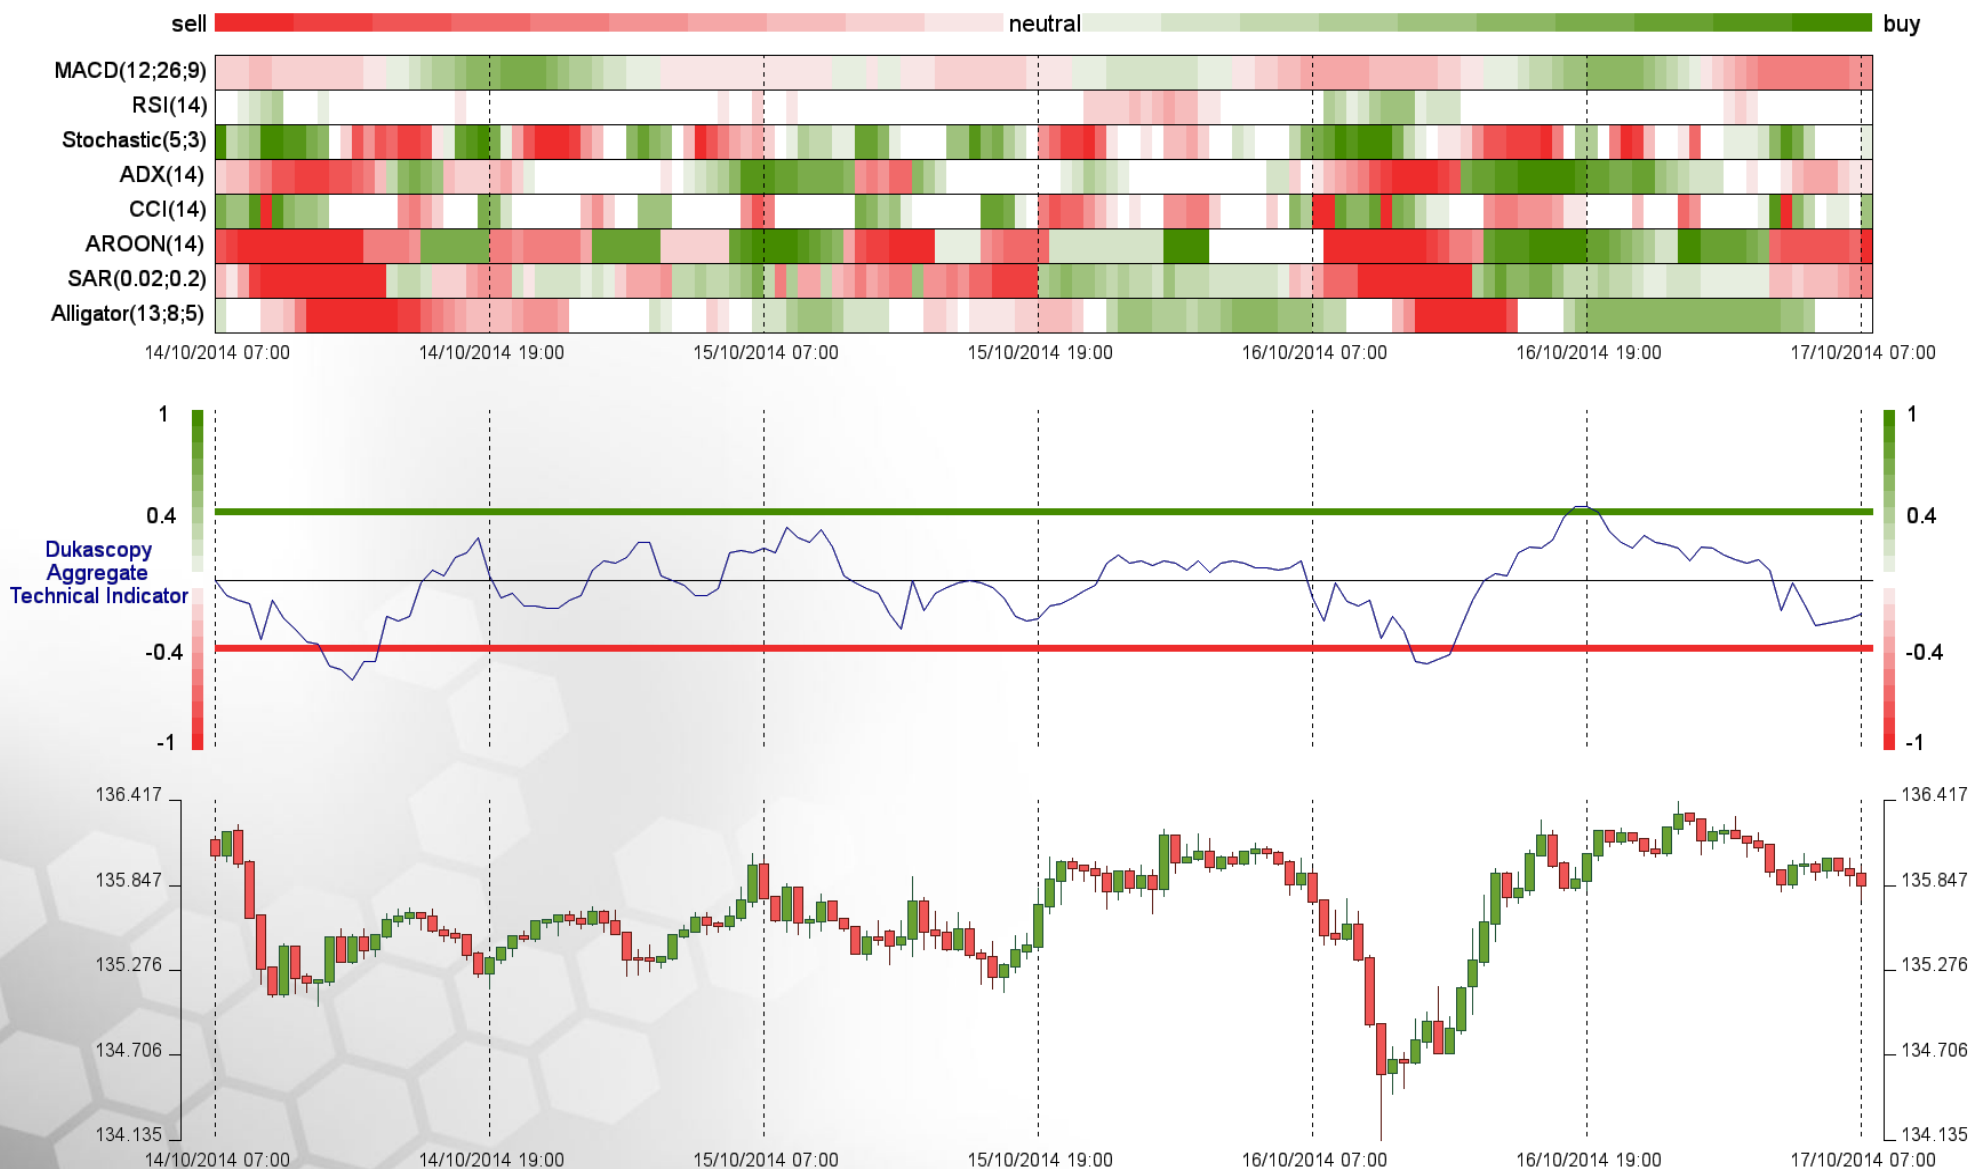 sell neutral buy
MACD(12;26;9)
RSI(14)
Stochastic(5;3)
ADX(14)
CCI(14)
AROON(14)
SAR(0.02;0.2)
Alligator(13;8;5)
14/10/2014 07:00 14/10/2014 19:00 15/10/2014 07:00 15/10/2014 19:00 16/10/2014 07:00 16/10/2014 19:00 17/10/2014 07:00
1 1
0.4 0.4
Dukascopy
Aggregate
Technical Indicator
-0.4 -0.4
-1 -1
136.417 136.417
135.847 135.847
135.276 135.276
134.706 134.706
134.135 134.135
14/10/2014 07:00 14/10/2014 19:00 15/10/2014 07:00 15/10/2014 19:00 16/10/2014 07:00 16/10/2014 19:00 17/10/2014 07:00